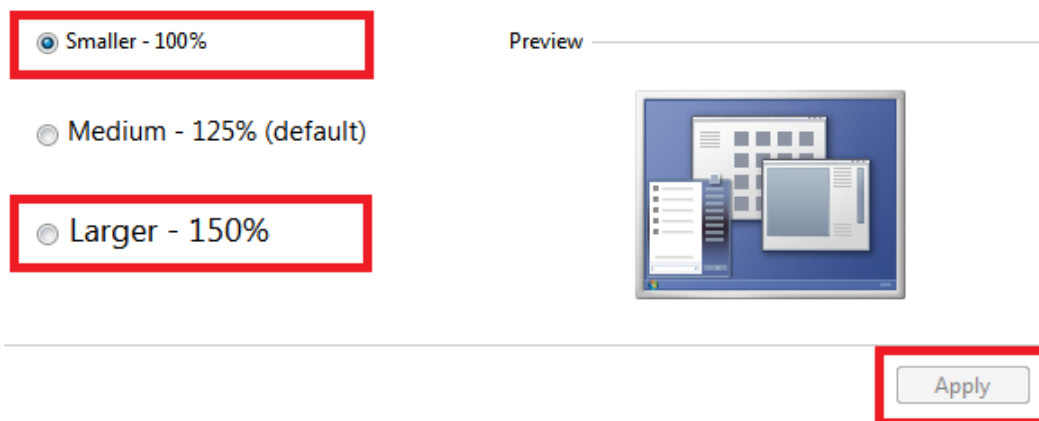 Smaller - 100%
Preview
Medium - 125% (default)
Larger - 150%
Apply